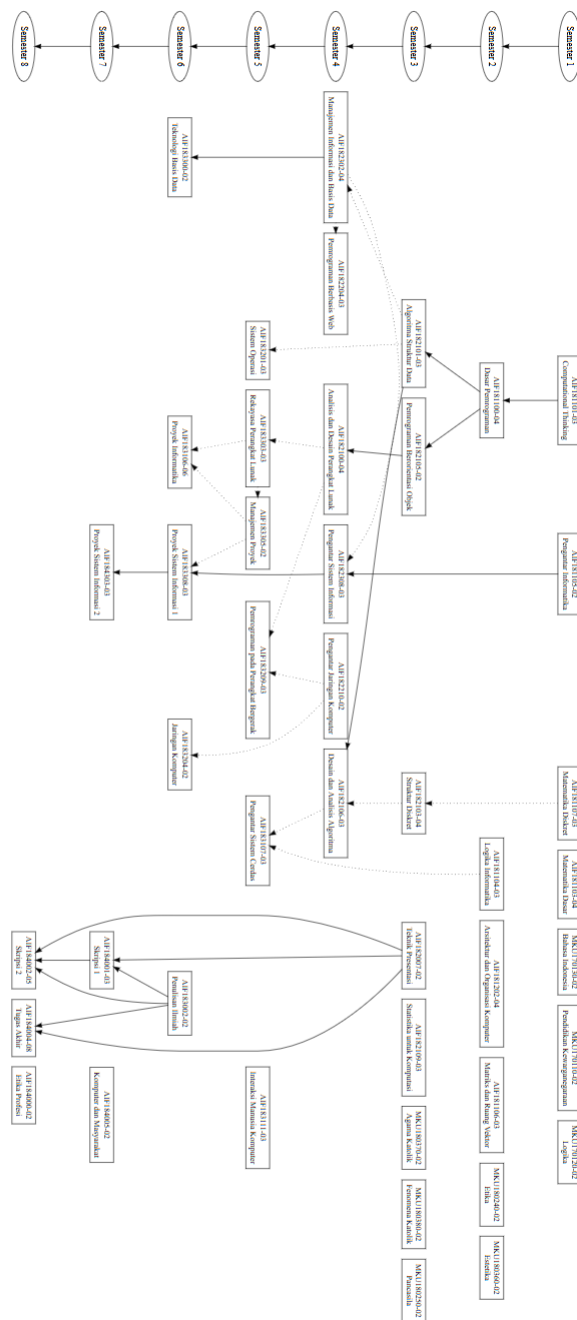 Semester 1
Semester 2
Semester 3
Semester 4
Semester 5
Semester 6
Semester 7
Semester 8
AIF181101-03
Computational Thinking
AIF181105-02
Pengantar Informatika
AIF181107-03
Matematika Diskret
AIF181103-04
Matematika Dasar
MKU170130-02
Bahasa Indonesia
MKU170110-02
Pendidikan Kewarganegaraan
MKU170120-02
Logika
AIF181100-04
Dasar Pemrograman
AIF181104-03
Logika Informatika
AIF181202-04
Arsitektur dan Organisasi Komputer
AIF181106-03
Matriks dan Ruang Vektor
MKU180240-02
Etika
MKU180360-02
Estetika
AIF182101-03
Algoritma Struktur Data
AIF182105-02
Pemrograman Berorientasi Objek
AIF182103-04
Struktur Diskret
AIF182007-02
Teknik Presentasi
AIF182109-03
Statistika untuk Komputasi
MKU180370-02
Agama Katolik
MKU180380-02
Fenomena Katolik
MKU180250-02
Pancasila
AIF182302-04
Manajemen Informasi dan Basis Data
AIF182204-03
Pemrograman Berbasis Web
AIF182100-04
Analisis dan Desain Perangkat Lunak
AIF182308-03
Pengantar Sistem Informasi
AIF182210-02
Pengantar Jaringan Komputer
AIF182106-03
Desain dan Analisis Algoritma
AIF183201-03
Sistem Operasi
AIF183303-03
Rekayasa Perangkat Lunak
AIF183305-02
Manajemen Proyek
AIF183209-03
Pemrograman pada Perangkat Bergerak
AIF183107-03
Pengantar Sistem Cerdas
AIF183111-03
Interaksi Manusia Komputer
AIF183300-02
Teknologi Basis Data
AIF183106-06
Proyek Informatika
AIF183308-03
Proyek Sistem Informasi 1
AIF183204-02
Jaringan Komputer
AIF183002-02
Penulisan Ilmiah
AIF184303-03
Proyek Sistem Informasi 2
AIF184001-03
Skripsi 1
AIF184005-02
Komputer dan Masyarakat
AIF184002-05
Skripsi 2
AIF184004-08
Tugas Akhir
AIF184000-02
Etika Profesi